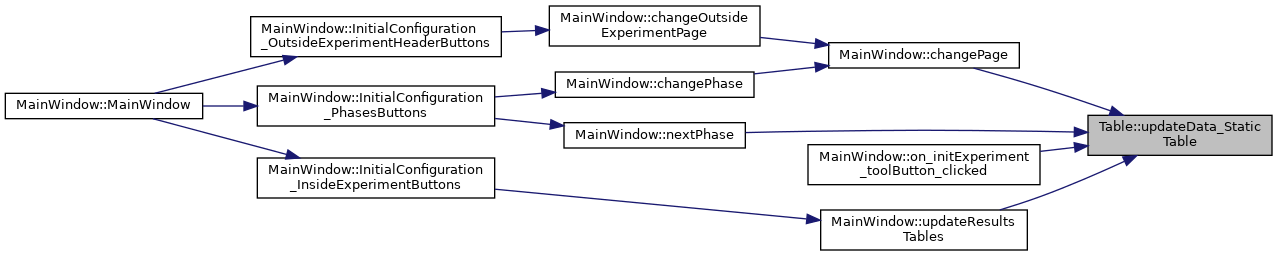 MainWindow::MainWindow
MainWindow::InitialConfiguration
_OutsideExperimentHeaderButtons
MainWindow::changeOutside
ExperimentPage
MainWindow::changePage
MainWindow::InitialConfiguration
_PhasesButtons
MainWindow::changePhase
MainWindow::nextPhase
MainWindow::InitialConfiguration
_InsideExperimentButtons
MainWindow::on_initExperiment
_toolButton_clicked
MainWindow::updateResults
Tables
Table::updateData_Static
Table